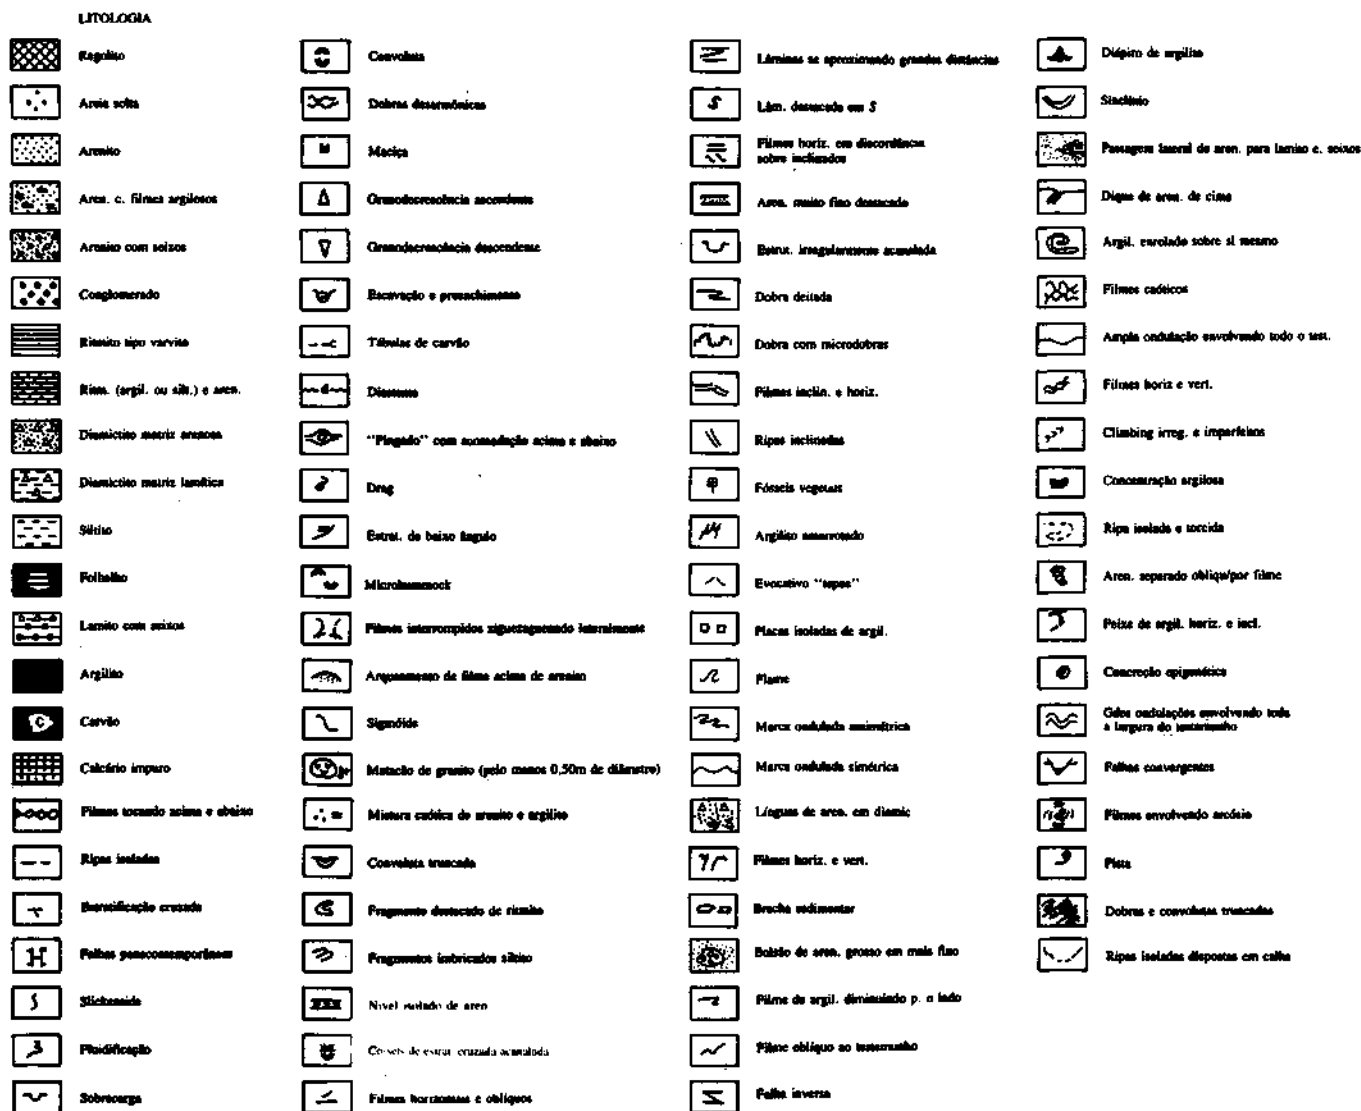 LITOLOGIA
Regolito
Areia solta
Arenito
Aren. c. filmes argilosos
Arenito com seixos
Conglomerado
Ritmito tipo varvito
Ritm. (argil. ou silt.) e aren.
Diamictito matriz arenosa
Diamictito matriz lamítica
Siltito
Folhelho
Lamito com seixos
Argilito
C
Carvão
Calcário impuro
Filmes tocando acima e abaixo
Ripas isoladas
Estratificação cruzada
Falhas penecontemporâneas
Slickenside
Fluidificação
Sobrecarga
Convoluta
Dobras desarmônicas
M
Maciça
Granodecrescência ascendente
Granodecrescência descendente
Escavação e preenchimento
Tábulas de carvão
d
Diastema
"Pingado" com acomodação acima e abaixo
Drag
Estrat. de baixo ângulo
Microhummock
Filmes interrompidos ziguezagueando lateralmente
Arqueamento de filme acima de arenito
Sigmóide
Matacão de granito (pelo menos 0,50m de diâmetro)
Mistura caótica de arenito e argilito
Convoluta truncada
Fragmento destacado de ritmito
Fragmentos imbricados siltito
Nível isolado de aren
Co-sets de estrat. cruzada acanalada
Filmes horizontais e oblíquos
Lâminas se aproximando grandes distâncias
S
Lâm. destacada em S
Filmes horiz. em discordância
sobre inclinados
Aren. muito fino destacado
Estrut. irregularmente acanalada
Dobra deitada
Dobra com microdobras
Filmes inclin. e horiz.
Ripas inclinadas
Fósseis vegetais
Argilito amarrotado
Evocativo "tepee"
Placas isoladas de argil.
Flame
Marca ondulada assimétrica
Marca ondulada simétrica
Línguas de aren. em diamic
Filmes horiz. e vert.
Brecha sedimentar
Bolsão de aren. grosso em mais fino
Filme de argil. diminuindo p. o lado
Filme oblíquo ao testemunho
Falha inversa
Diápiro de argilito
Sinclinio
Passagem lateral de aren. para lamito c. seixos
Dique de aren. de cima
Argil. enrolado sobre si mesmo
Filmes caóticos
Ampla ondulação envolvendo todo o test.
Filmes horiz e vert.
Climbing irreg. e imperfeitos
Concentração argilosa
Ripa isolada e torcida
Aren. separado obliqu/por filme
Peixe de argil. horiz. e incl.
Concreção epigenética
Gdes ondulações envolvendo toda
a largura do testemunho
Falhas convergentes
Filmes envolvendo arcósio
Pista
Dobras e convolutas truncadas
Ripas isoladas dispostas em calha